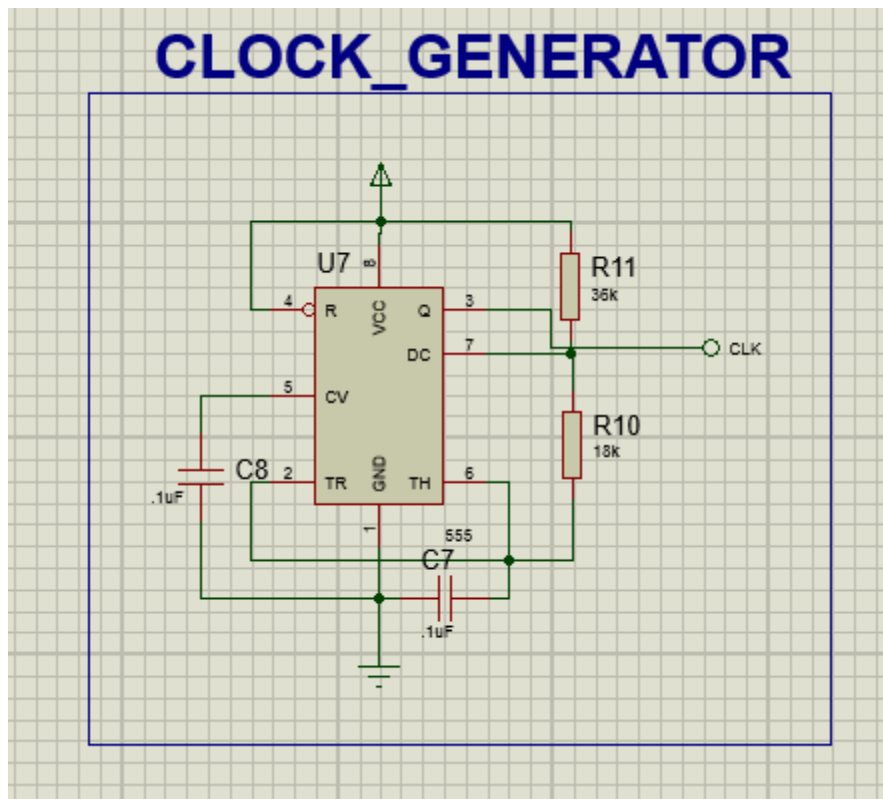 CLOCK_GENERATOR
U7
8
R11
36k
4
R
VCC
Q
3
DC
7
CLK
5
CV
R10
18k
C8
.1uF
2
TR
GND
TH
6
1
555
C7
.1uF